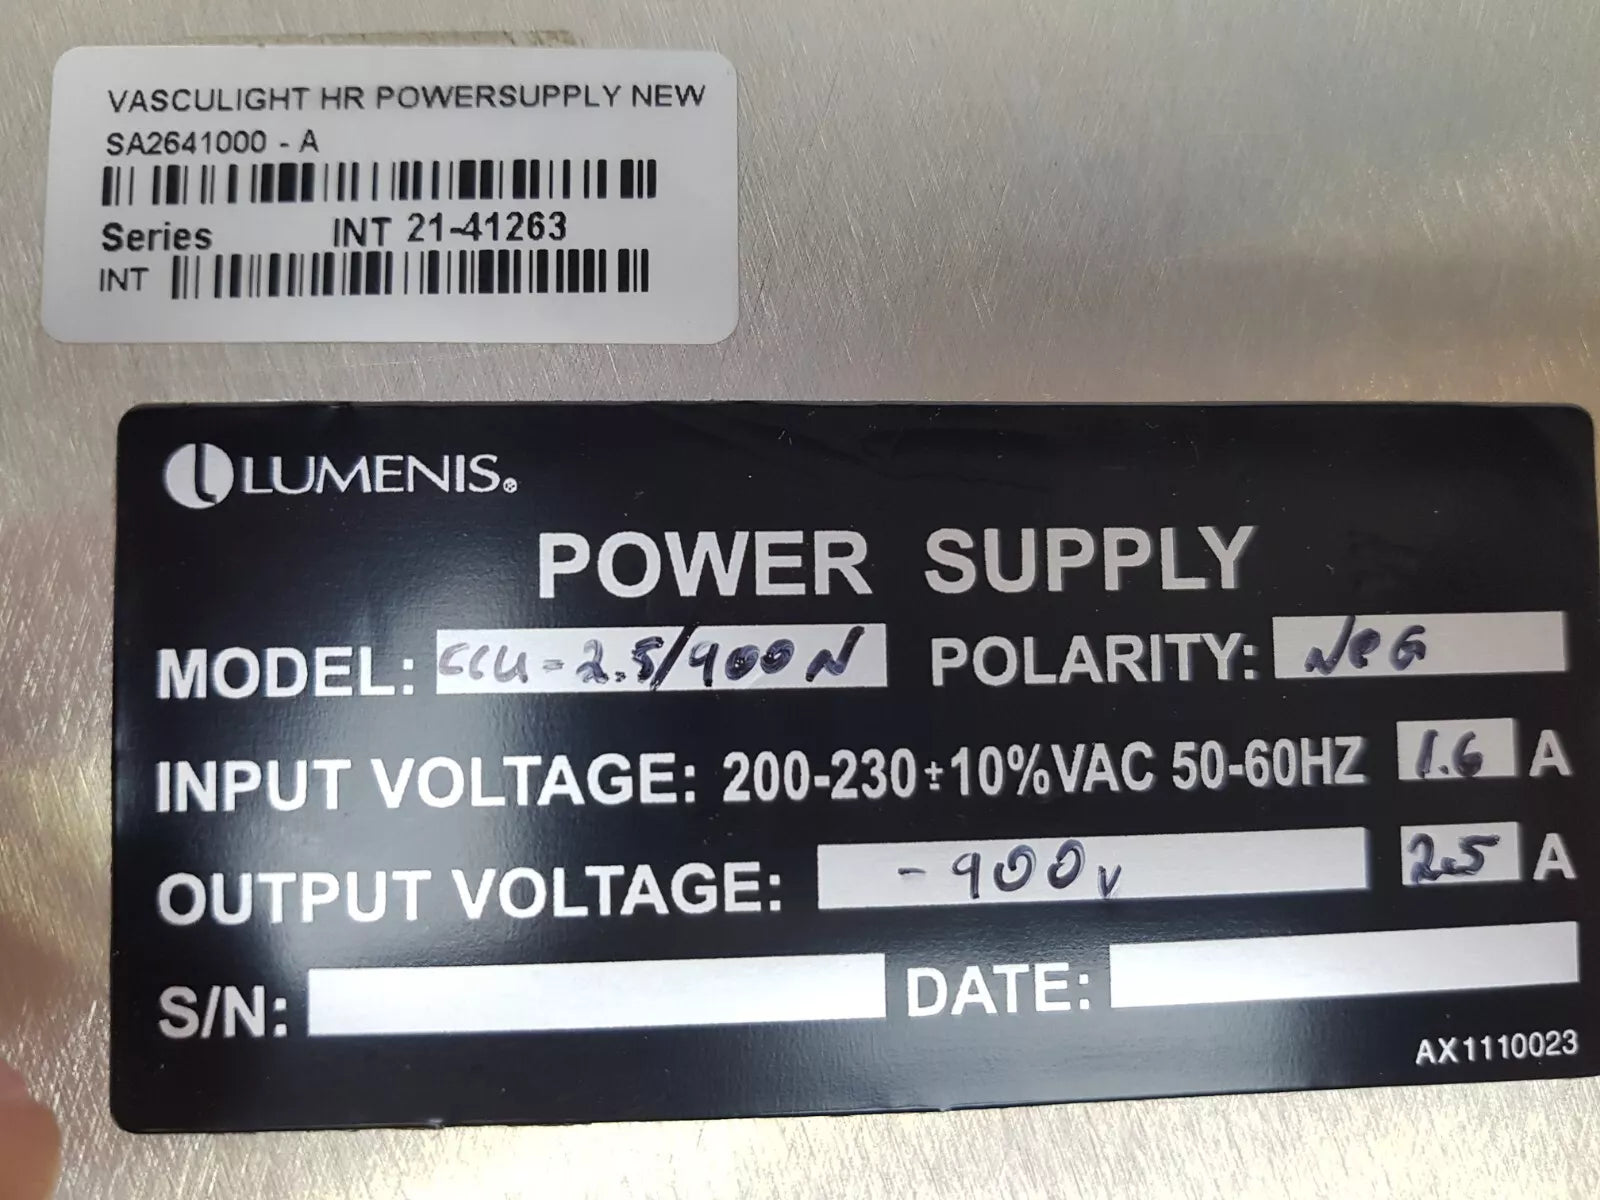 VASCULIGHT HR POWERSUPPLY NEW
SA2641000 - A
Series INT 21-41263
INT
LUMENIS®
POWER SUPPLY
MODEL: CCU-2.5/900N POLARITY: NeG
INPUT VOLTAGE: 200-230±10%VAC 50-60HZ 1.6 A
OUTPUT VOLTAGE: -900v 2.5 A
S/N: DATE:
AX1110023